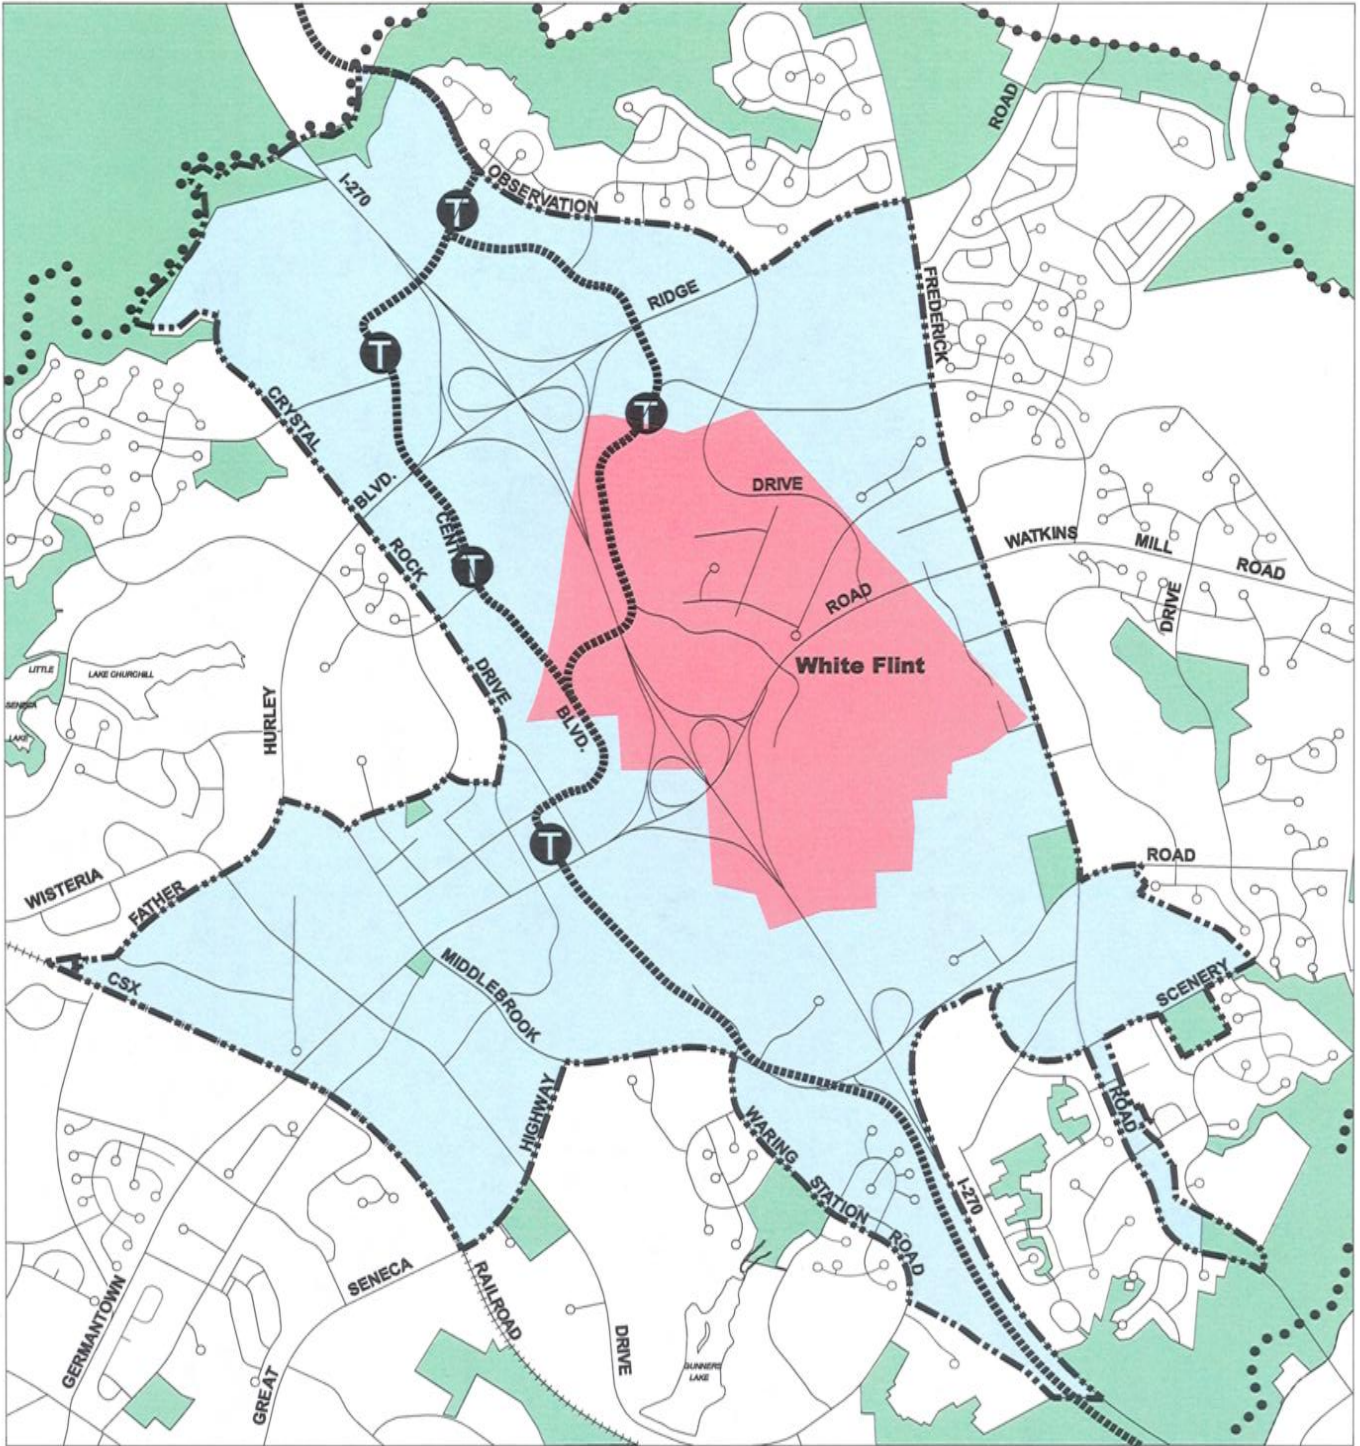 ROAD
I-270
OBSERVATION
T
RIDGE
FREDERICK
T
T
CRYSTAL
BLVD.
DRIVE
ROCK
T
WATKINS
MILL
ROAD
DRIVE
ROAD
White Flint
LITTLE
SENECA
LAKE
LAKE CHURCHILL
HURLEY
DRIVE
BLVD.
T
ROAD
WISTERIA
FATHER
CSX
MIDDLEBROOK
SCENERY
HIGHWAY
ROAD
WARING
STATION
ROAD
I-270
SENECA
RAILROAD
GERMANTOWN
GREAT
DRIVE
GUNNERS
LAKE